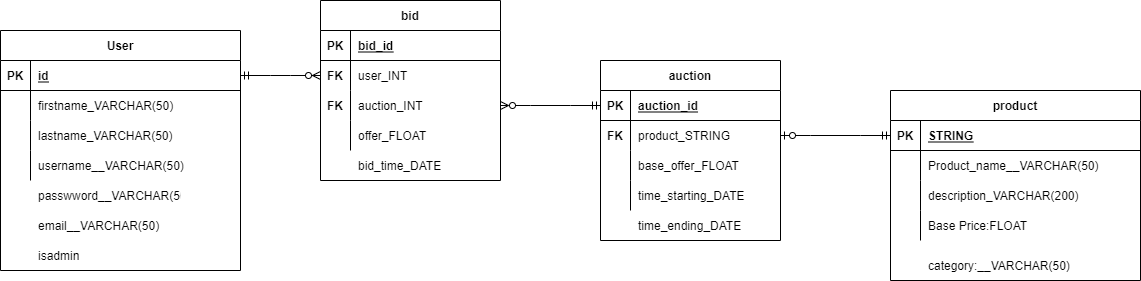 User
PK id
firstname_VARCHAR(50)
lastname_VARCHAR(50)
username__VARCHAR(50)
passwword__VARCHAR(5
email__VARCHAR(50)
isadmin
bid
PK bid_id
FK user_INT
FK auction_INT
offer_FLOAT
bid_time_DATE
auction
PK auction_id
FK product_STRING
base_offer_FLOAT
time_starting_DATE
time_ending_DATE
product
PK STRING
Product_name__VARCHAR(50)
description_VARCHAR(200)
Base Price:FLOAT
category:__VARCHAR(50)